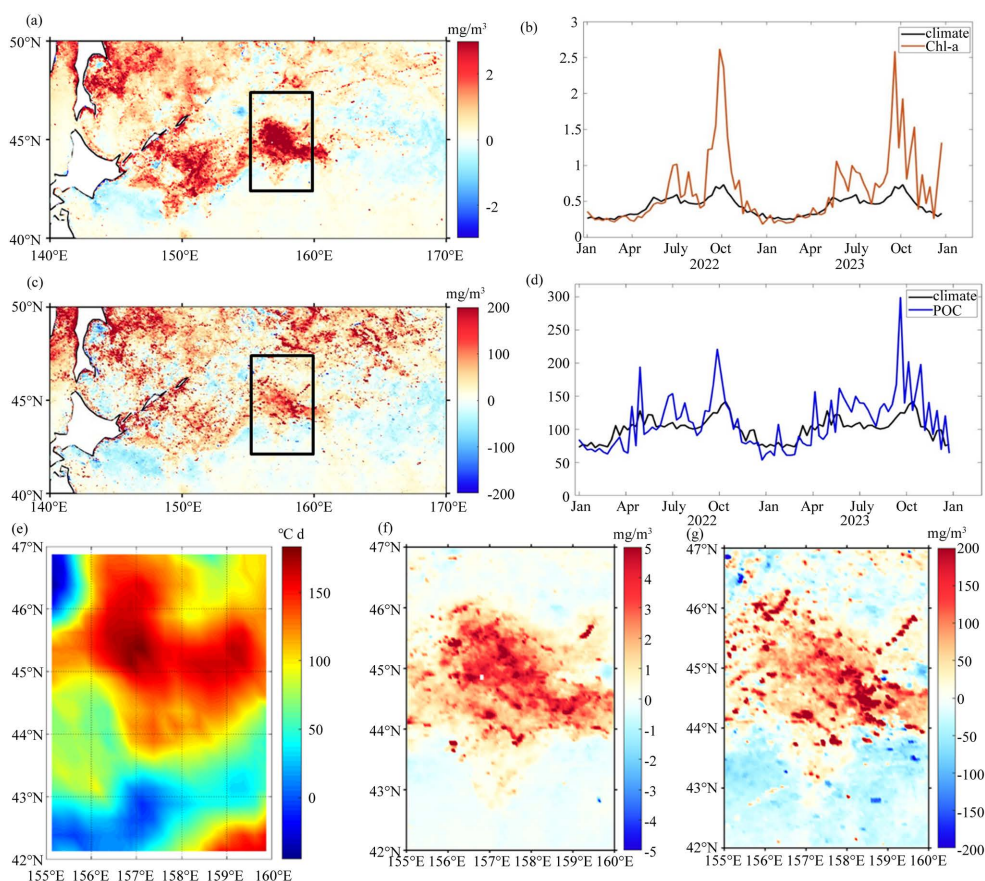 (a)
mg/m³
50°N
45°N
40°N
140°E 150°E 160°E 170°E
2
0
-2
(b)
3
2.5
2
1.5
1
0.5
0
climate
Chl-a
Jan Apr July Oct Jan Apr July Oct Jan
2022 2023
(c)
mg/m³
50°N
45°N
40°N
140°E 150°E 160°E 170°E
200
100
0
-100
-200
(d)
300
250
200
150
100
50
0
climate
POC
Jan Apr July Oct Jan Apr July Oct Jan
2022 2023
(e)
°C d
47°N
46°N
45°N
44°N
43°N
42°N
155°E 156°E 157°E 158°E 159°E 160°E
150
100
50
0
(f)
mg/m³
47°N
46°N
45°N
44°N
43°N
42°N
155°E 156°E 157°E 158°E 159°E 160°E
5
4
3
2
1
0
-1
-2
-3
-4
-5
(g)
mg/m³
47°N
46°N
45°N
44°N
43°N
42°N
155°E 156°E 157°E 158°E 159°E 160°E
200
150
100
50
0
-50
-100
-150
-200